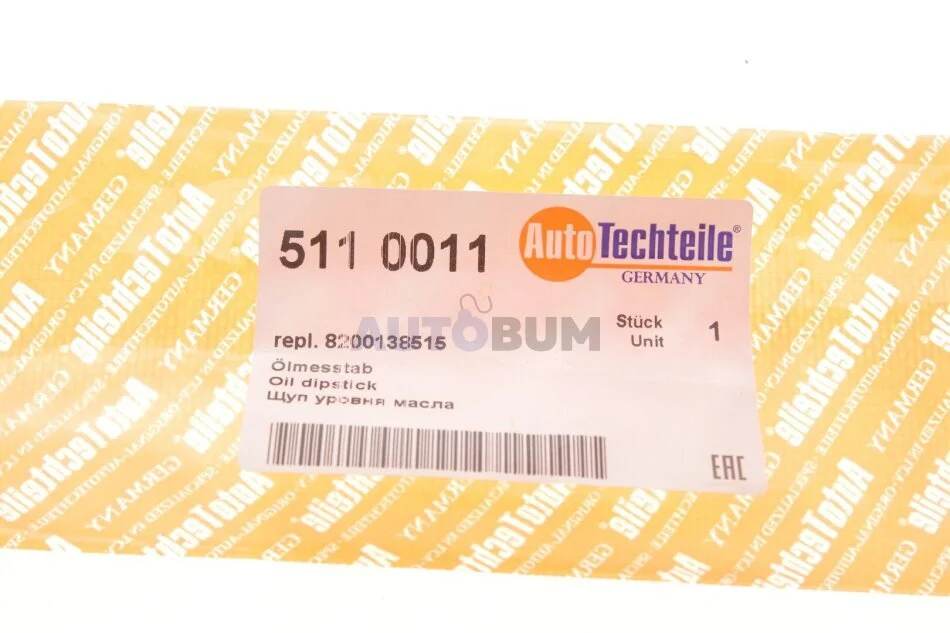 511 0011
AutoTechteile®
GERMANY
AUTOBUM
repl. 8200138515
Stück
Unit
1
Ölmesstab
Oil dipstick
Щуп уровня масла
EAC